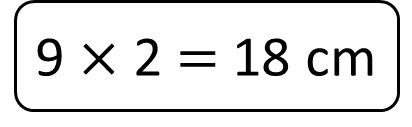 9 × 2 = 18 cm